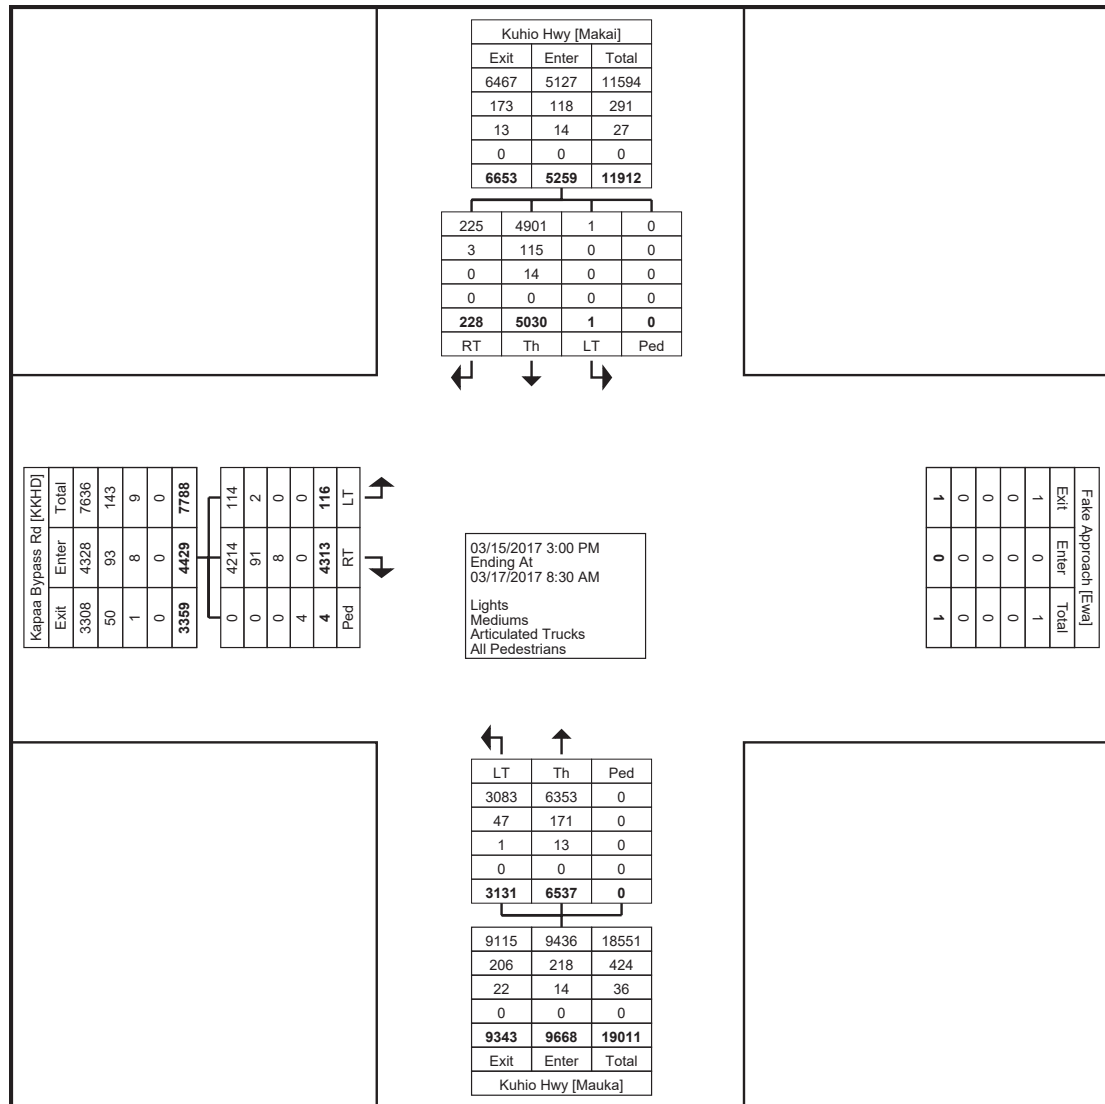 Kuhio Hwy [Makai]
Exit Enter Total
6467 5127 11594
173 118 291
13 14 27
0 0 0
6653 5259 11912
225 4901 1 0
3 115 0 0
0 14 0 0
0 0 0 0
228 5030 1 0
RT Th LT Ped
Kapaa Bypass Rd [KKHD]
Exit Enter Total
3308 4328 7636
50 93 143
1 8 9
0 0 0
3359 4429 7788
0 4214 114
0 91 2
0 8 0
4 0 0
4 4313 116
Ped RT LT
03/15/2017 3:00 PM
Ending At
03/17/2017 8:30 AM
Lights
Mediums
Articulated Trucks
All Pedestrians
Fake Approach [Ewa]
Exit Enter Total
1 0 1
0 0 0
0 0 0
0 0 0
1 0 1
LT Th Ped
3083 6353 0
47 171 0
1 13 0
0 0 0
3131 6537 0
9115 9436 18551
206 218 424
22 14 36
0 0 0
9343 9668 19011
Exit Enter Total
Kuhio Hwy [Mauka]